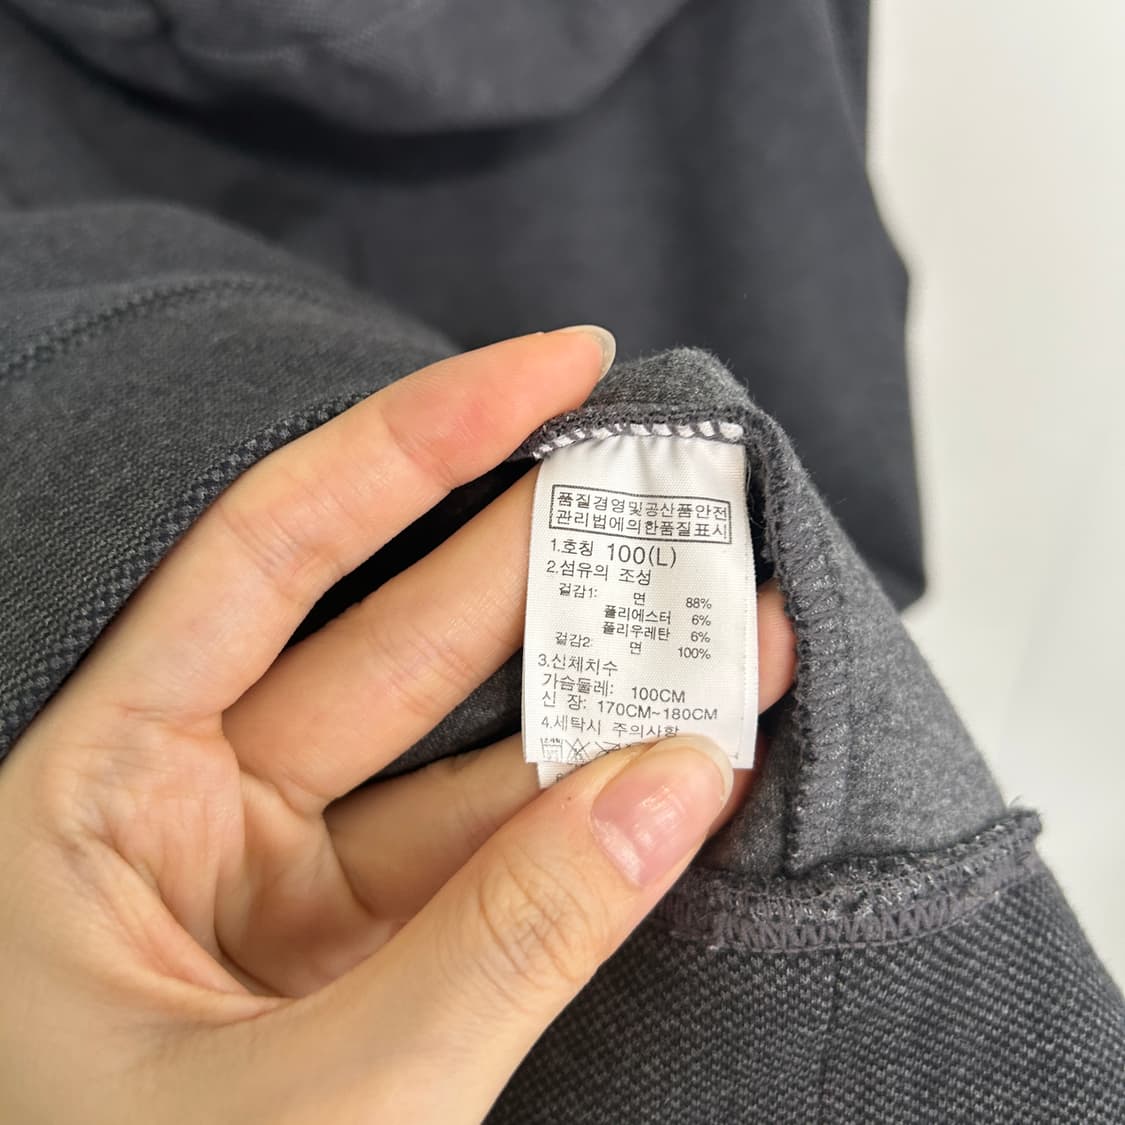 품질경영및공산품안전
관리법에의한품질표시
1.호칭 100(L)
2.섬유의 조성
겉감1: 면 88%
폴리에스터 6%
폴리우레탄 6%
겉감2: 면 100%
3.신체치수
가슴둘레: 100CM
신 장: 170CM~180CM
4.세탁시 주의사항